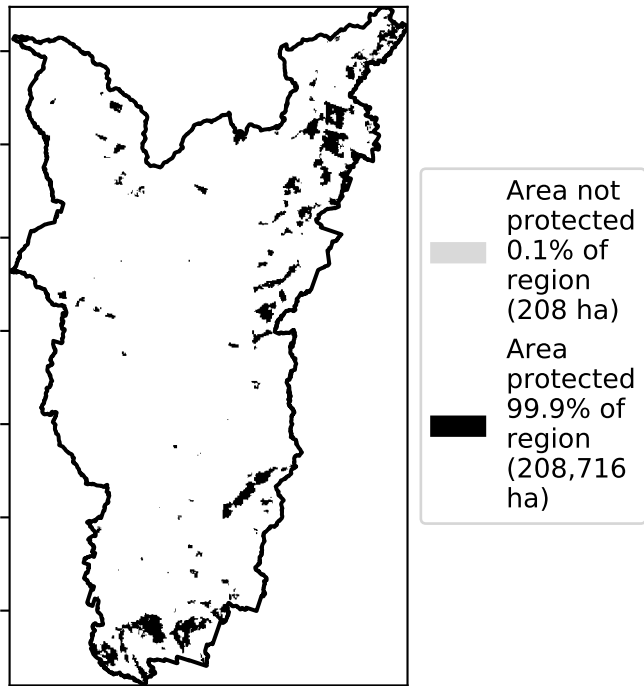 Area not
protected
0.1% of
region
(208 ha)
Area
protected
99.9% of
region
(208,716
ha)